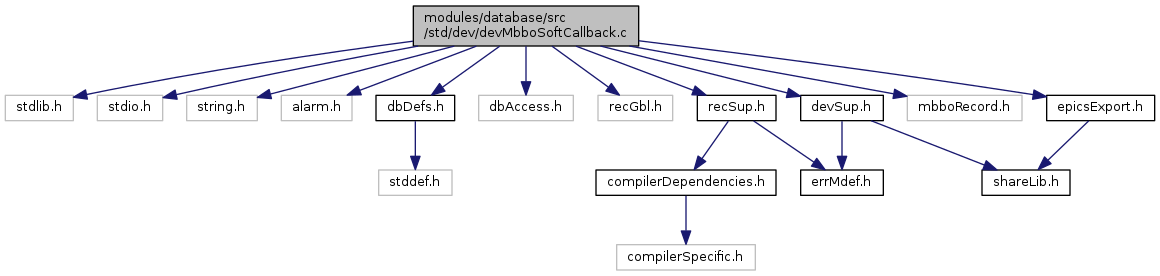 modules/database/src
/std/dev/devMbboSoftCallback.c
stdlib.h
stdio.h
string.h
alarm.h
dbDefs.h
dbAccess.h
recGbl.h
recSup.h
devSup.h
mbboRecord.h
epicsExport.h
stddef.h
compilerDependencies.h
errMdef.h
shareLib.h
compilerSpecific.h